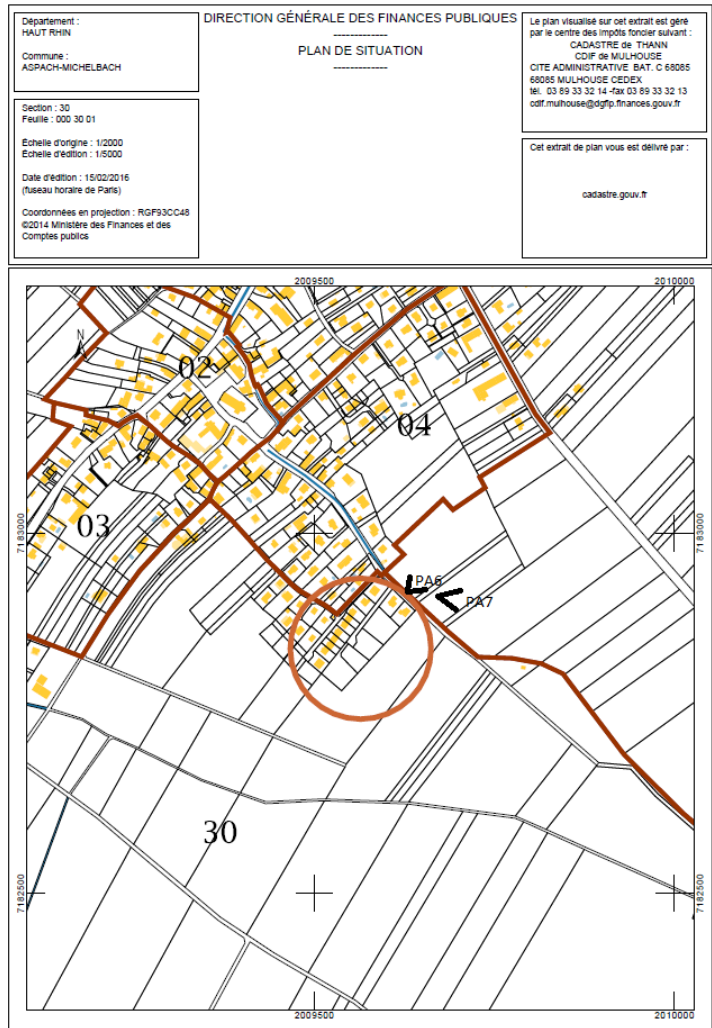 Département :
HAUT RHIN
Commune :
ASPACH-MICHELBACH
Section : 30
Feuille : 000 30 01
Échelle d'origine : 1/2000
Échelle d'édition : 1/5000
Date d'édition : 15/02/2016
(fuseau horaire de Paris)
Coordonnées en projection : RGF93CC48
©2014 Ministère des Finances et des
Comptes publics
DIRECTION GÉNÉRALE DES FINANCES PUBLIQUES
-------------
PLAN DE SITUATION
-------------
Le plan visualisé sur cet extrait est géré
par le centre des impôts foncier suivant :
CADASTRE de THANN
CDIF de MULHOUSE
CITE ADMINISTRATIVE BAT. C 68085
68085 MULHOUSE CEDEX
tél. 03 89 33 32 14 -fax 03 89 33 32 13
cdif.mulhouse@dgfip.finances.gouv.fr
Cet extrait de plan vous est délivré par :
cadastre.gouv.fr
2009500
2010000
N
02
04
03
7183000
7183000
PA6
PA7
30
7182500
7182500
2009500
2010000